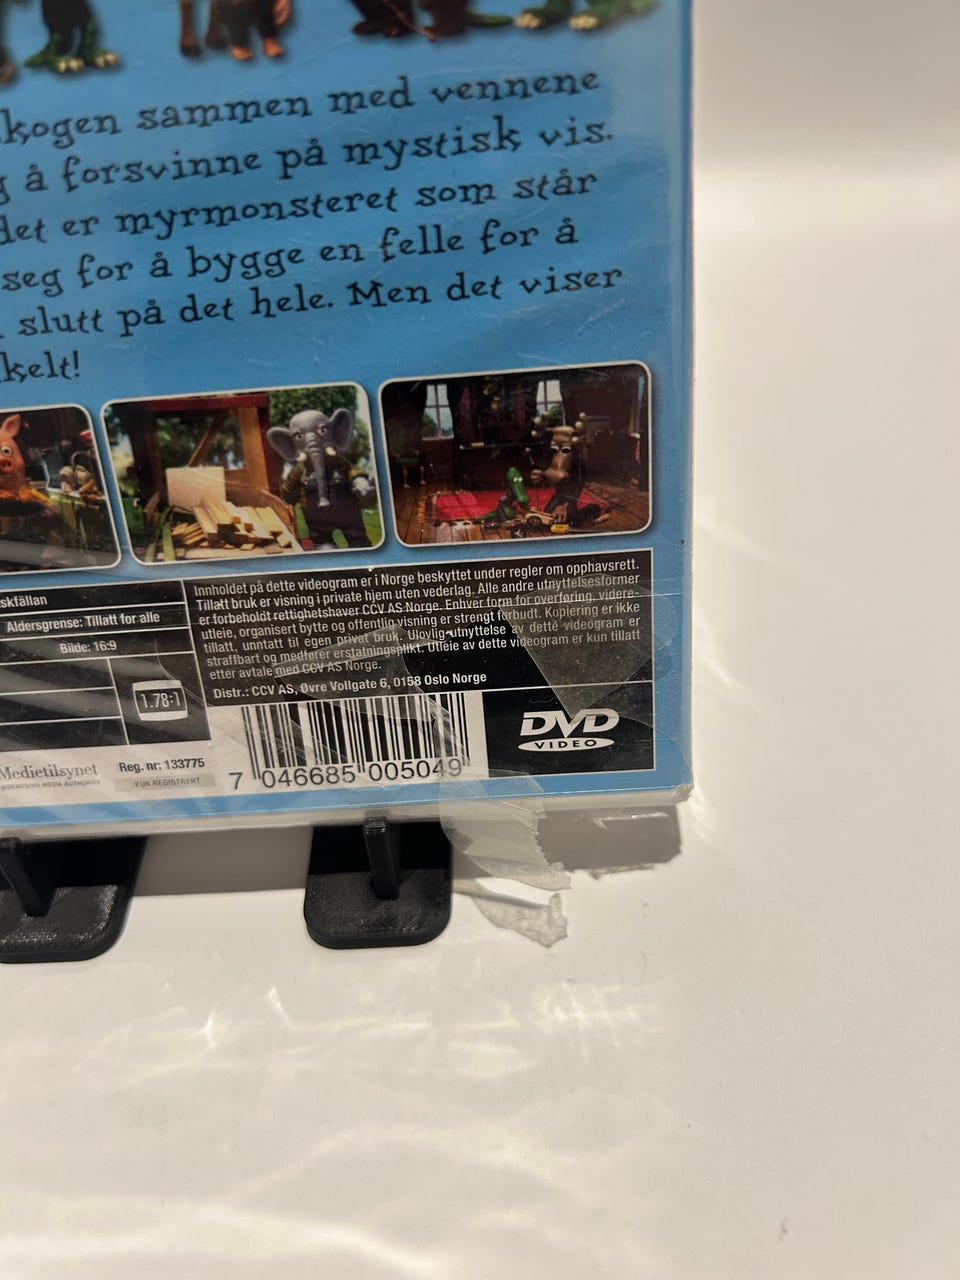 kogen sammen med vennene
å forsvinne på mystisk vis.
det er myrmonsteret som står
seg for å bygge en felle for å
slutt på det hele. Men det viser
kelt!
skfällan
Aldersgrense: Tillatt for alle
Bilde: 16:9
1.78:1
Medietilsynet
NORWEGIAN MEDIA AUTHORITY
Reg. nr: 133775
KUN REGISTRERT
Innholdet på dette videogram er i Norge beskyttet under regler om opphavsrett.
Tillatt bruk er visning i private hjem uten vederlag. Alle andre utnyttelsesformer
er forbeholdt rettighetshaver CCV AS Norge. Enhver form for overføring, videre-
utleie, organisert bytte og offentlig visning er strengt forbudt. Kopiering er ikke
tillatt, unntatt til egen privat bruk. Ulovlig utnyttelse av dette videogram er
straffbart og medfører erstatningsplikt. Utleie av dette videogram er kun tillatt
etter avtale med CCV AS Norge.
Distr.: CCV AS, Øvre Vollgate 6, 0158 Oslo Norge
7 046685 005049
DVD
VIDEO